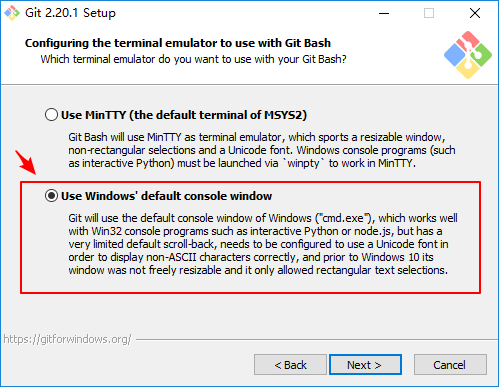 Git 2.20.1 Setup
Configuring the terminal emulator to use with Git Bash
Which terminal emulator do you want to use with your Git Bash?
Use MinTTY (the default terminal of MSYS2)
Git Bash will use MinTTY as terminal emulator, which sports a resizable window,
non-rectangular selections and a Unicode font. Windows console programs (such
as interactive Python) must be launched via `winpty` to work in MinTTY.
Use Windows' default console window
Git will use the default console window of Windows ("cmd.exe"), which works well
with Win32 console programs such as interactive Python or node.js, but has a
very limited default scroll-back, needs to be configured to use a Unicode font in
order to display non-ASCII characters correctly, and prior to Windows 10 its
window was not freely resizable and it only allowed rectangular text selections.
https://gitforwindows.org/
< Back
Next >
Cancel